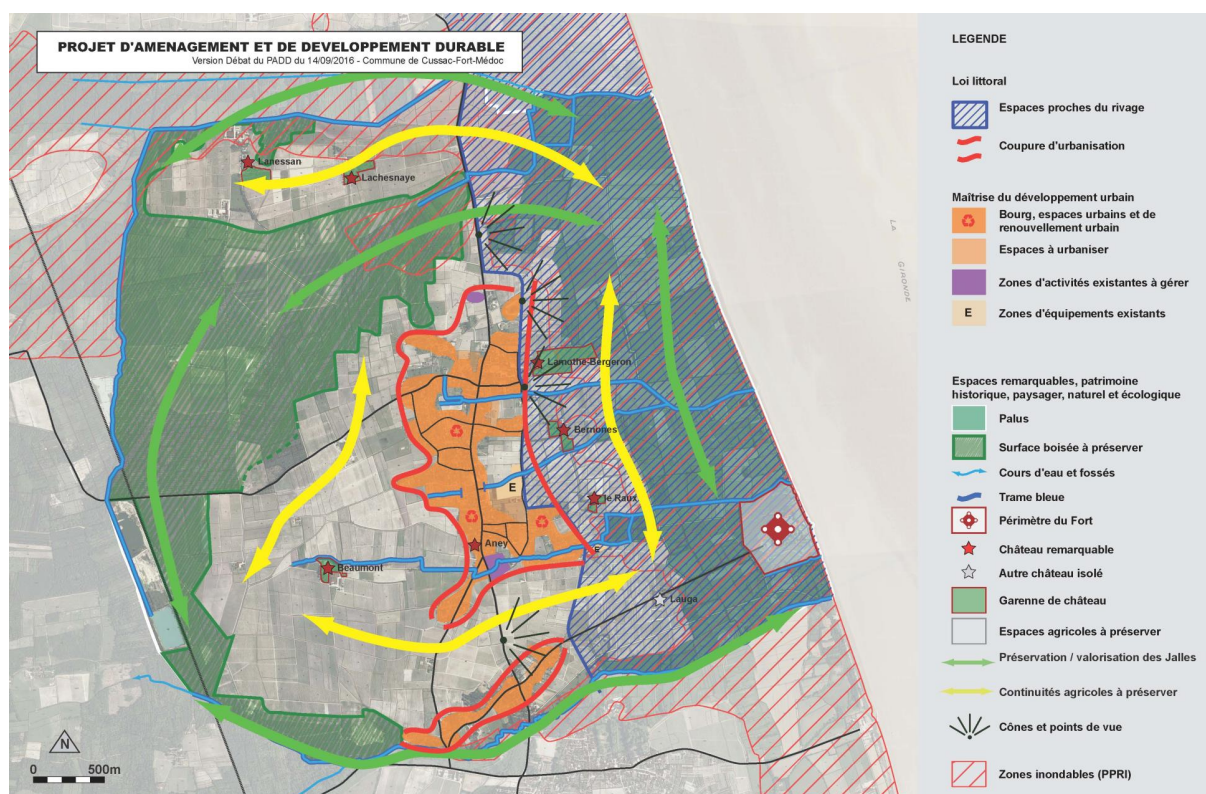 PROJET D'AMENAGEMENT ET DE DEVELOPPEMENT DURABLE
Version Débat du PADD du 14/09/2016 - Commune de Cussac-Fort-Médoc
Lanessan
Lachesnaye
LA GIRONDE
Lamothe-Bergeron
Bernones
E
le Raux
Aney
E
Beaumont
Lauga
N
0 500m
LEGENDE
Loi littoral
Espaces proches du rivage
Coupure d'urbanisation
Maîtrise du développement urbain
Bourg, espaces urbains et de
renouvellement urbain
Espaces à urbaniser
Zones d'activités existantes à gérer
E Zones d'équipements existants
Espaces remarquables, patrimoine
historique, paysager, naturel et écologique
Palus
Surface boisée à préserver
Cours d'eau et fossés
Trame bleue
Périmètre du Fort
Château remarquable
Autre château isolé
Garenne de château
Espaces agricoles à préserver
Préservation / valorisation des Jalles
Continuités agricoles à préserver
Cônes et points de vue
Zones inondables (PPRI)